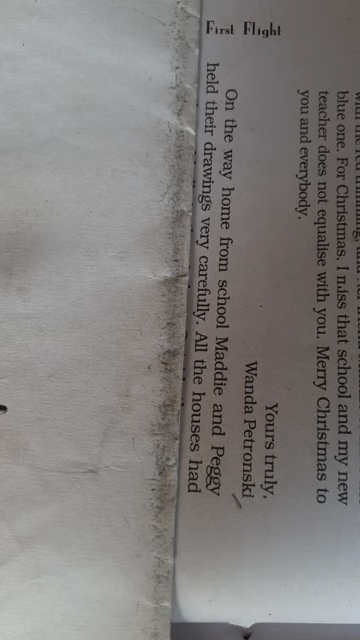 blue one. For Christmas. I miss that school and my new
teacher does not equalise with you. Merry Christmas to
you and everybody.
Yours truly,
Wanda Petronski
On the way home from school Maddie and Peggy
held their drawings very carefully. All the houses had
First Flight